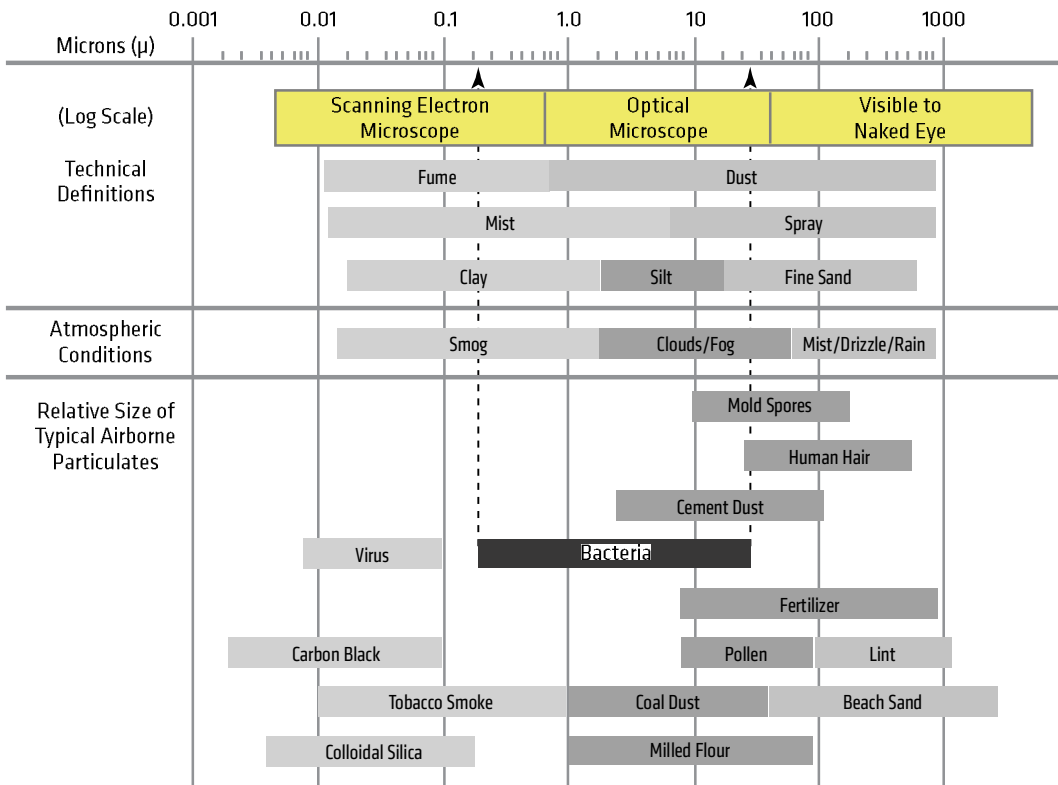 0.001 0.01 0.1 1.0 10 100 1000
Microns (µ)
(Log Scale)
Scanning Electron
Microscope
Optical
Microscope
Visible to
Naked Eye
Technical
Definitions
Fume Dust
Mist Spray
Clay Silt Fine Sand
Atmospheric
Conditions
Smog Clouds/Fog Mist/Drizzle/Rain
Relative Size of
Typical Airborne
Particulates
Mold Spores
Human Hair
Cement Dust
Virus Bacteria
Fertilizer
Carbon Black Pollen Lint
Tobacco Smoke Coal Dust Beach Sand
Colloidal Silica Milled Flour